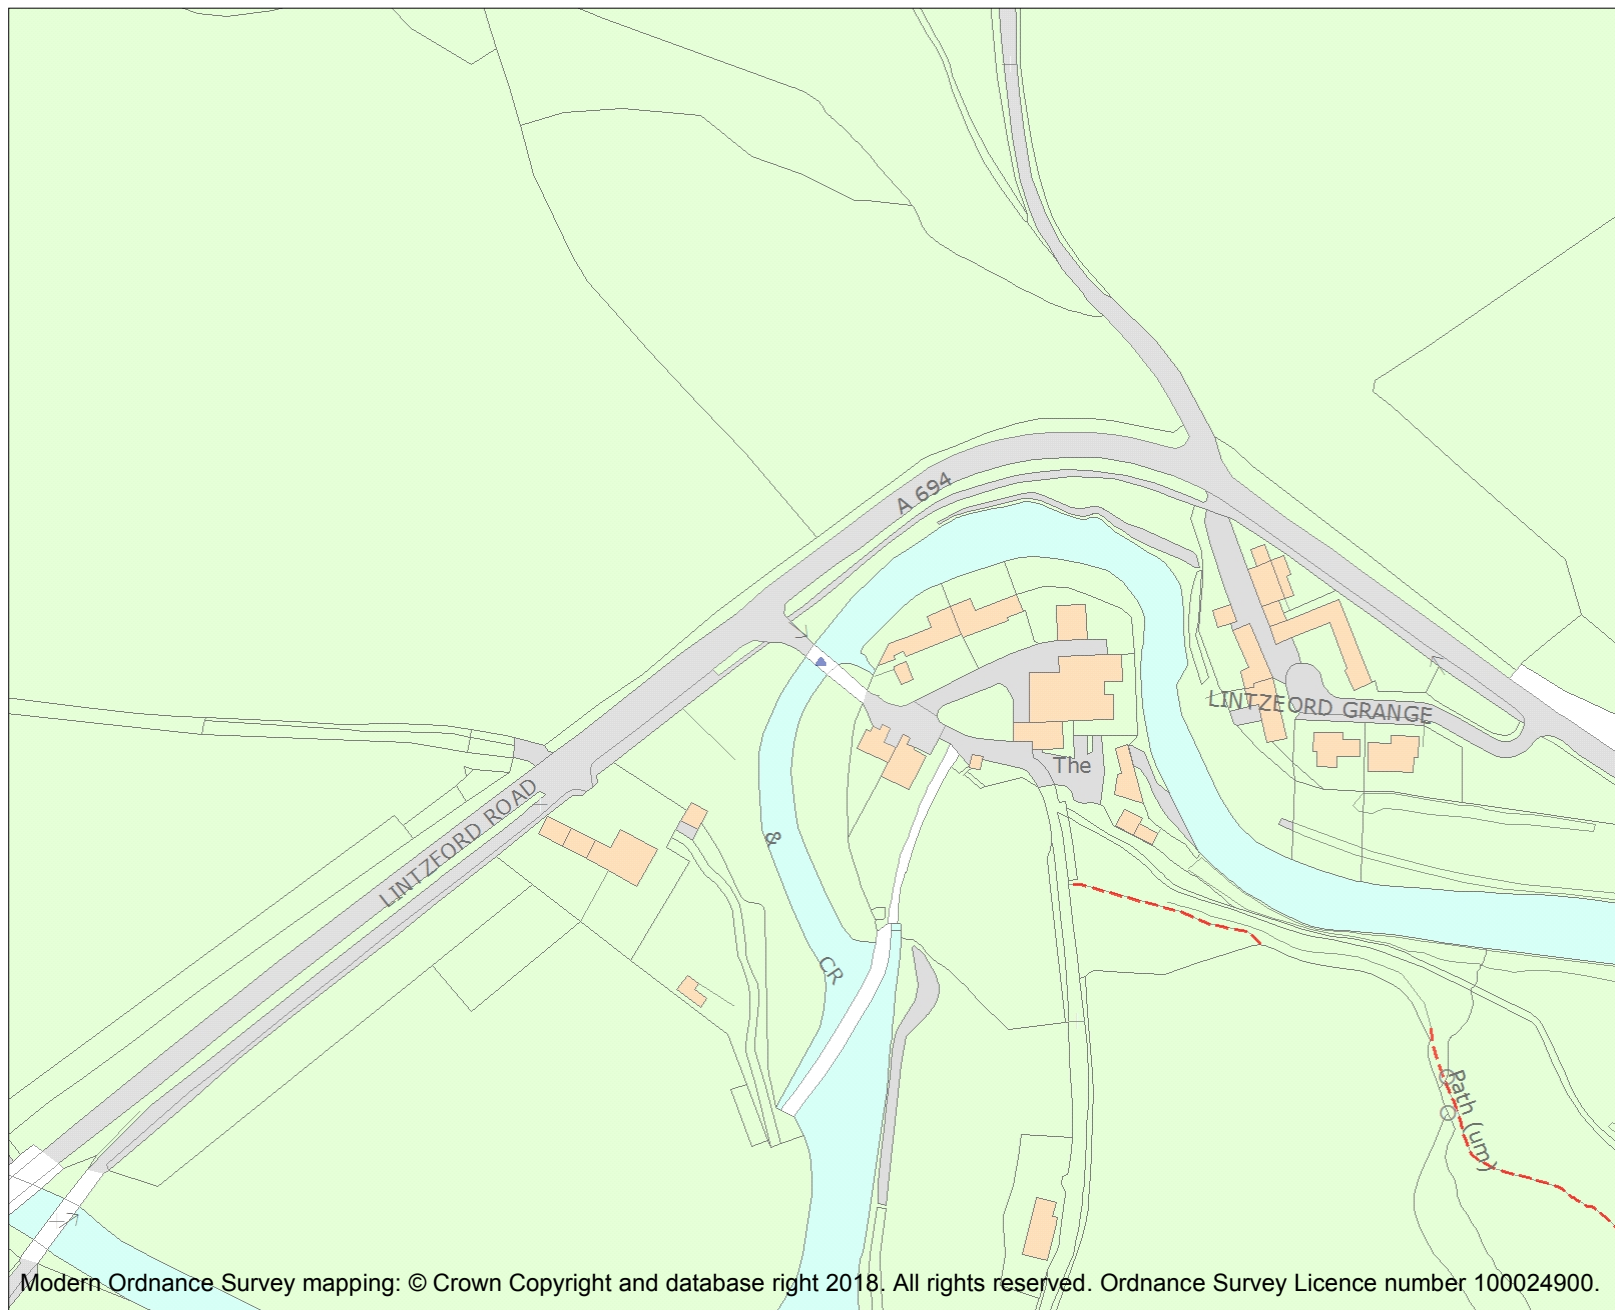 A 694
LINTZFORD GRANGE
The
LINTZFORD ROAD
&
CR
Path (um)
Modern Ordnance Survey mapping: © Crown Copyright and database right 2018. All rights reserved. Ordnance Survey Licence number 100024900.